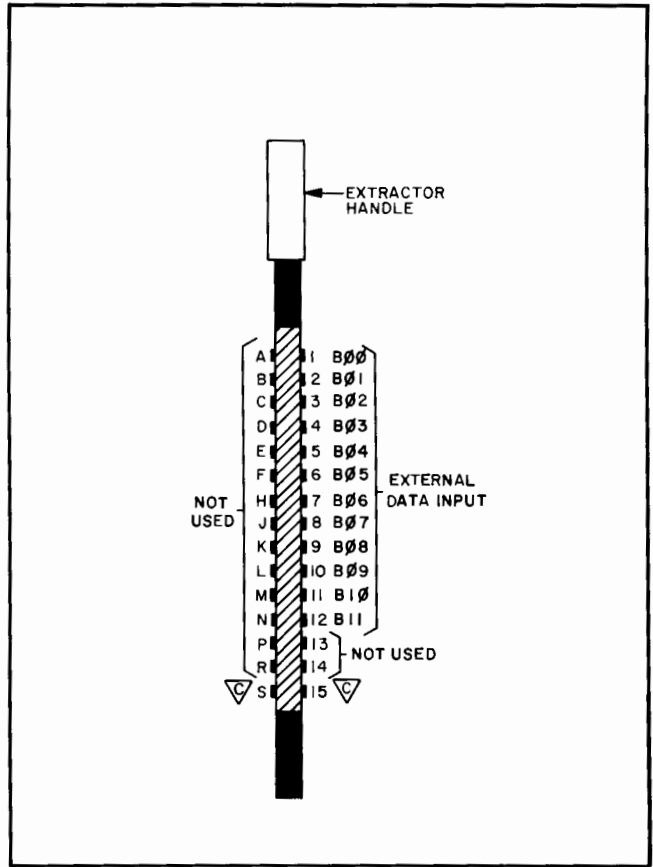 EXTRACTOR
HANDLE
A 1 BØØ
B 2 BØ1
C 3 BØ2
D 4 BØ3
E 5 BØ4
F 6 BØ5
H 7 BØ6
J 8 BØ7
K 9 BØ8
L 10 BØ9
M 11 B1Ø
N 12 B11
P 13
R 14
C S 15 C
NOT
USED
EXTERNAL
DATA INPUT
NOT USED